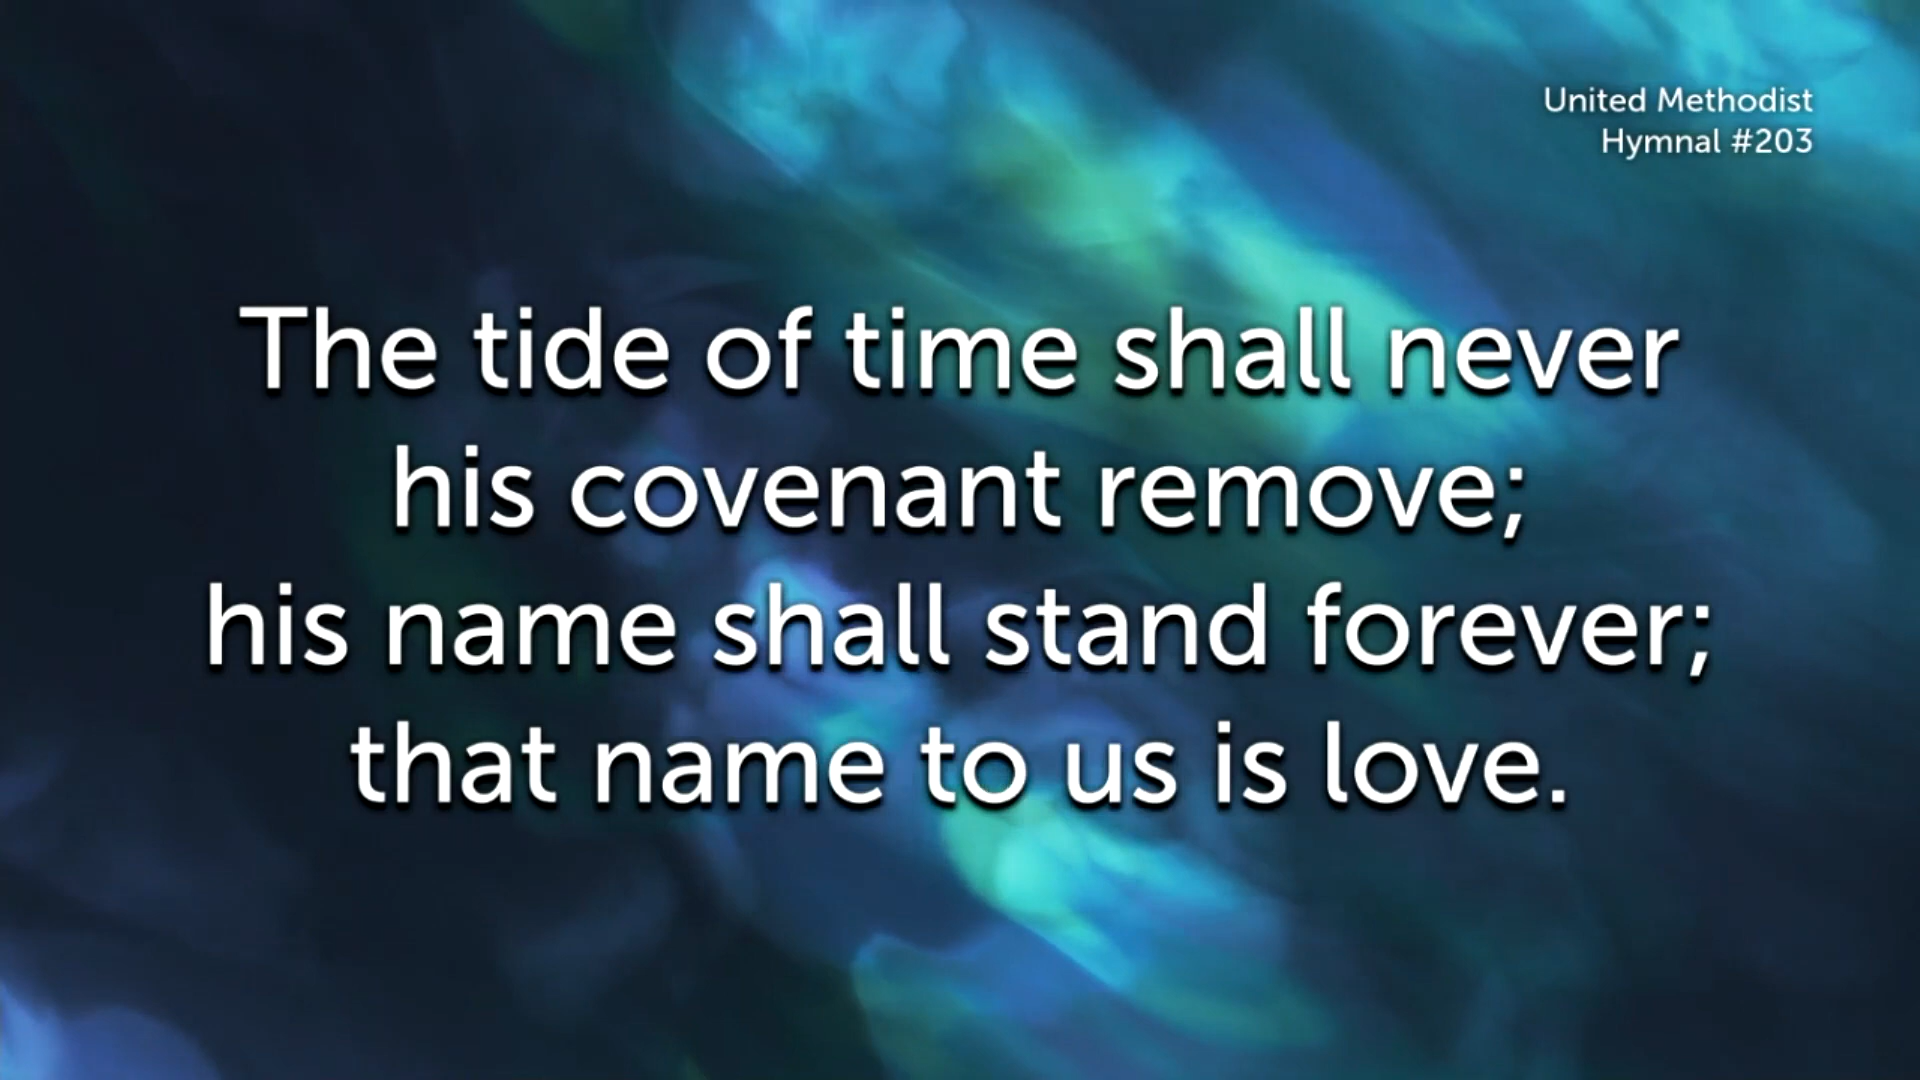 United Methodist
Hymnal #203
The tide of time shall never
his covenant remove;
his name shall stand forever;
that name to us is love.